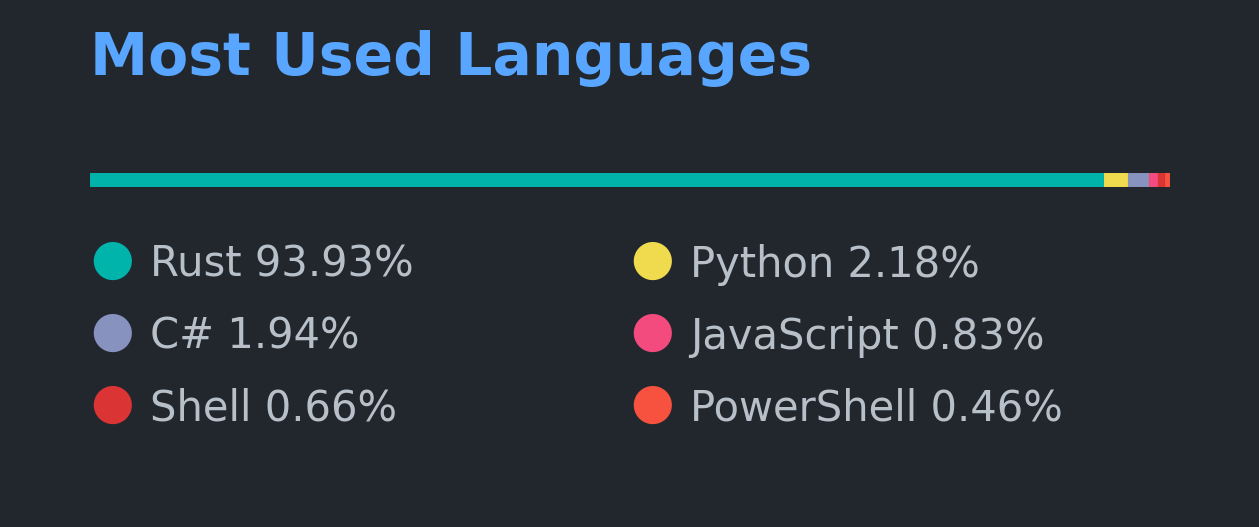 Most Used Languages
Rust 93.93%
Python 2.18%
C# 1.94%
JavaScript 0.83%
Shell 0.66%
PowerShell 0.46%